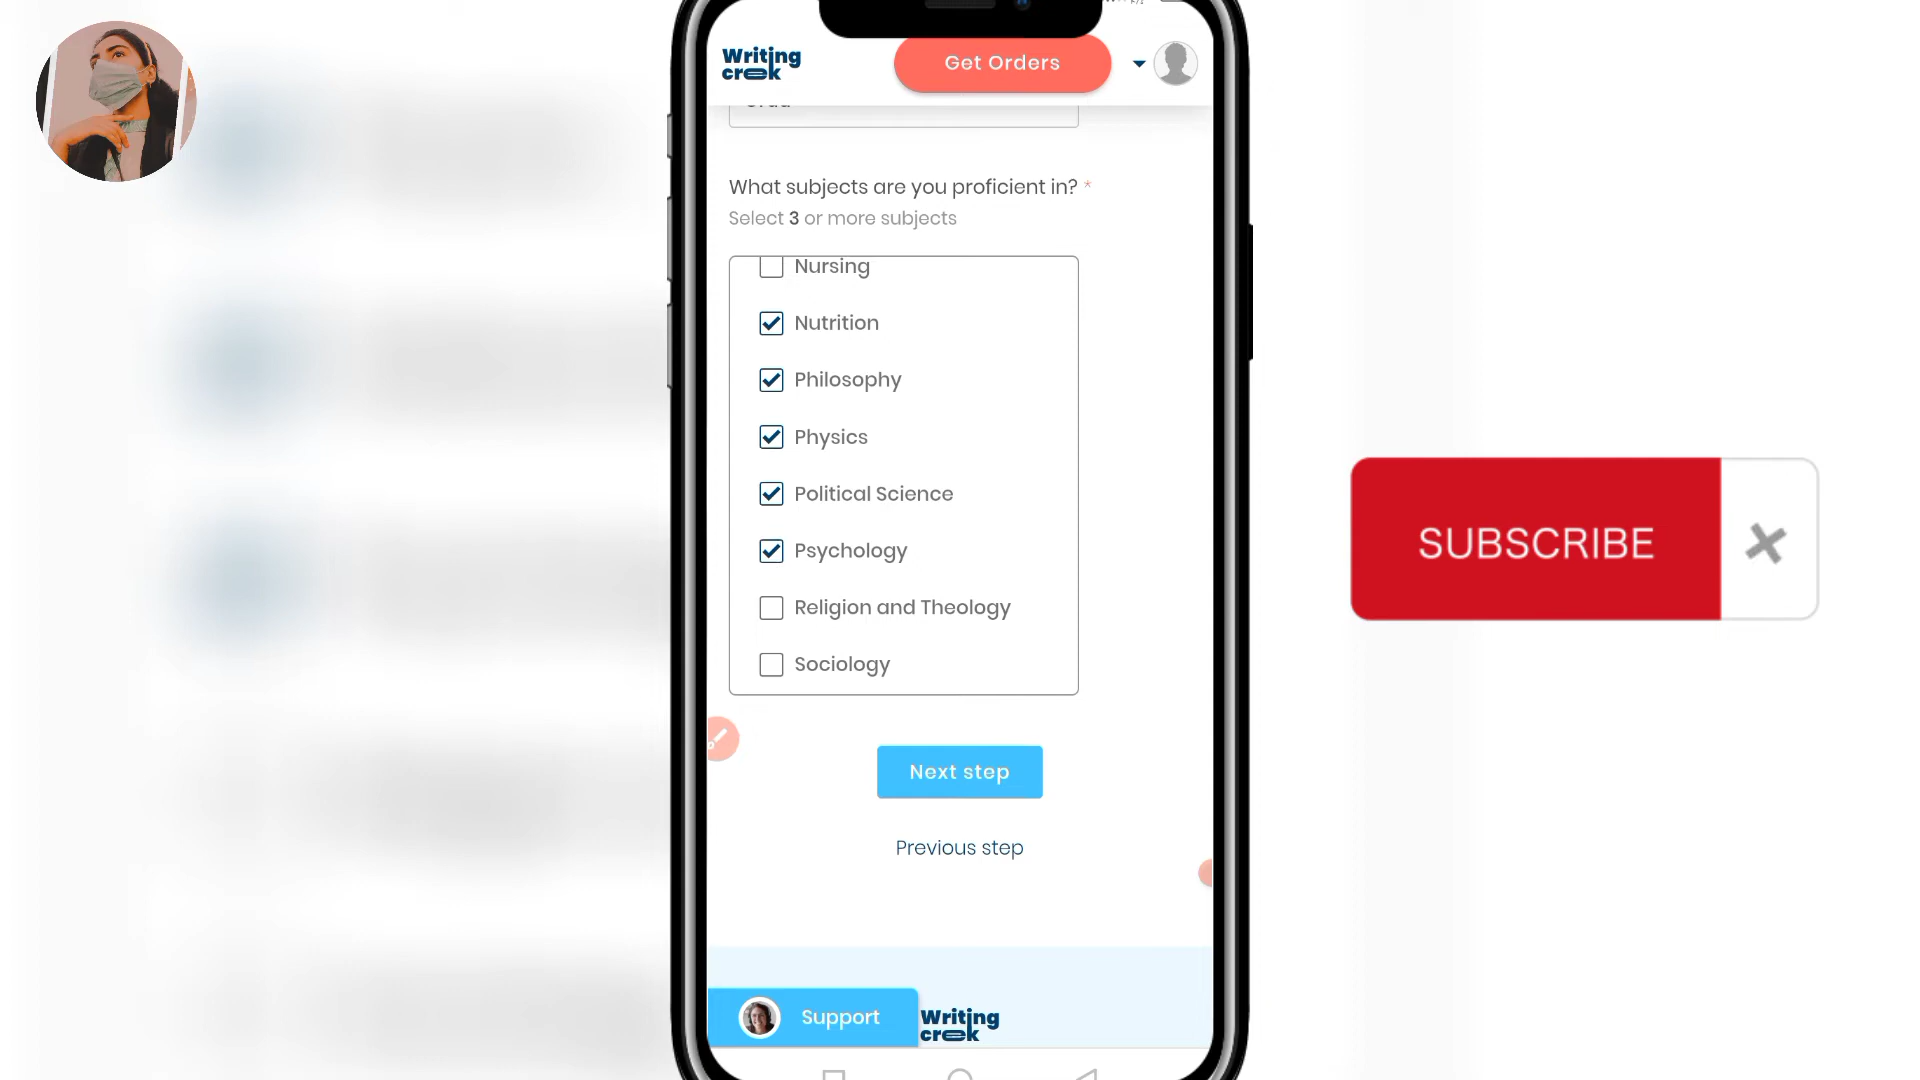 Writing
creek
Get Orders
What subjects are you proficient in? *
Select 3 or more subjects
Nursing
Nutrition
Philosophy
Physics
Political Science
Psychology
Religion and Theology
Sociology
SUBSCRIBE
Next step
Previous step
Support
Writing
creek